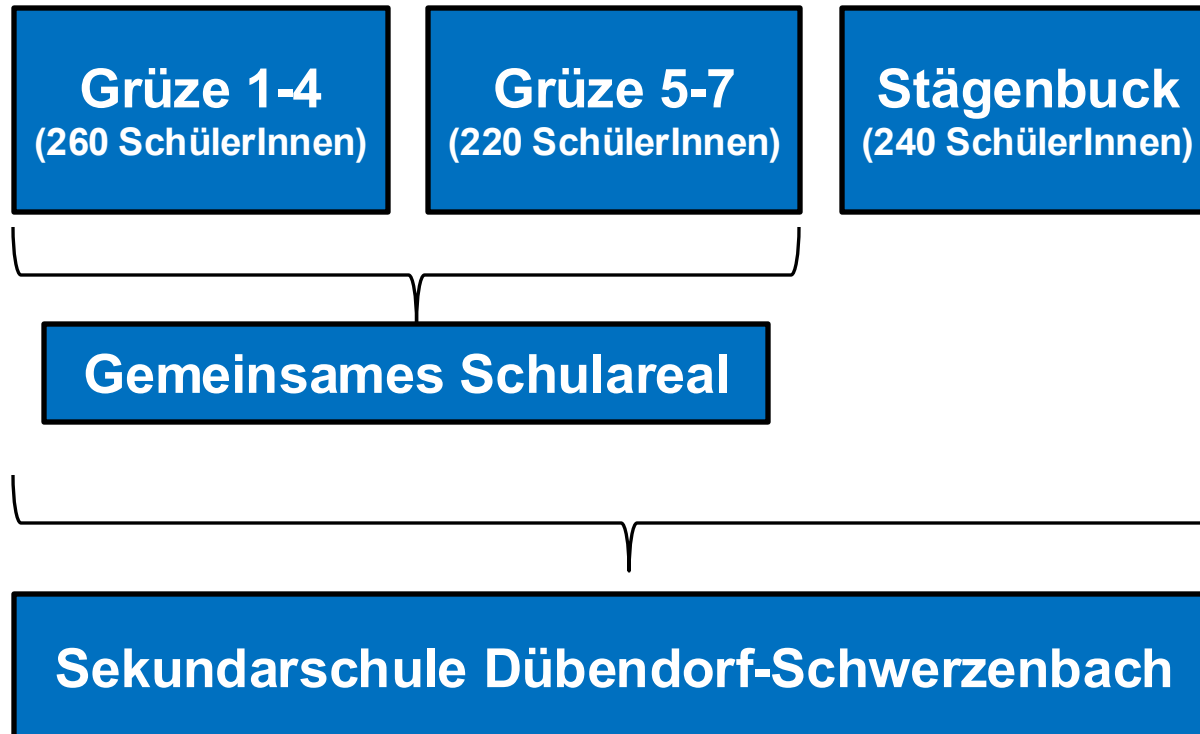 Grüze 1-4
(260 SchülerInnen)
Grüze 5-7
(220 SchülerInnen)
Stägenbuck
(240 SchülerInnen)
Gemeinsames Schulareal
Sekundarschule Dübendorf-Schwerzenbach